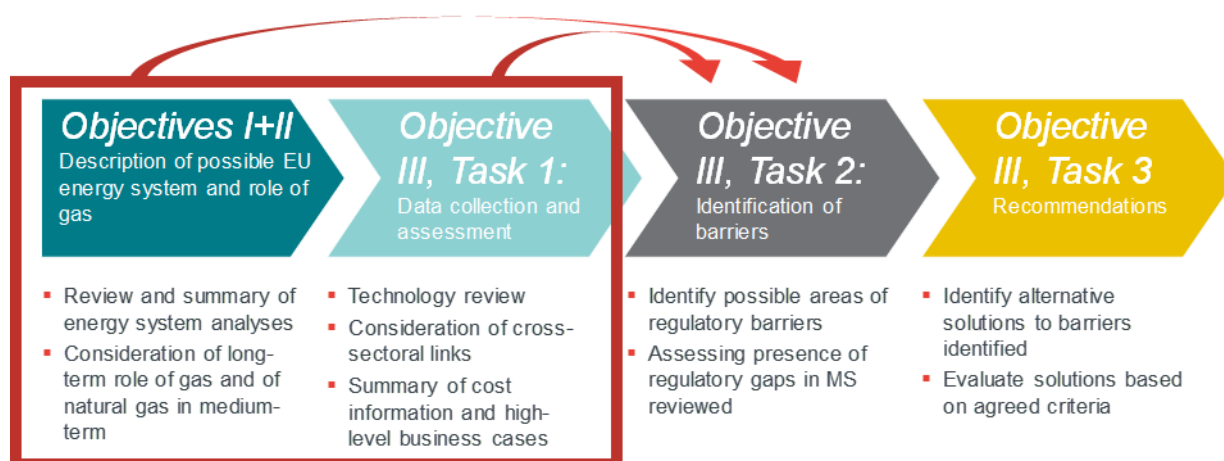 Objectives I+II
Description of possible EU
energy system and role of
gas
Objective
III, Task 1:
Data collection and
assessment
Objective
III, Task 2:
Identification of
barriers
Objective
III, Task 3
Recommendations
▪ Review and summary of
energy system analyses
▪ Consideration of long-
term role of gas and of
natural gas in medium-
term
▪ Technology review
▪ Consideration of cross-
sectoral links
▪ Summary of cost
information and high-
level business cases
▪ Identify possible areas of
regulatory barriers
▪ Assessing presence of
regulatory gaps in MS
reviewed
▪ Identify alternative
solutions to barriers
identified
▪ Evaluate solutions based
on agreed criteria